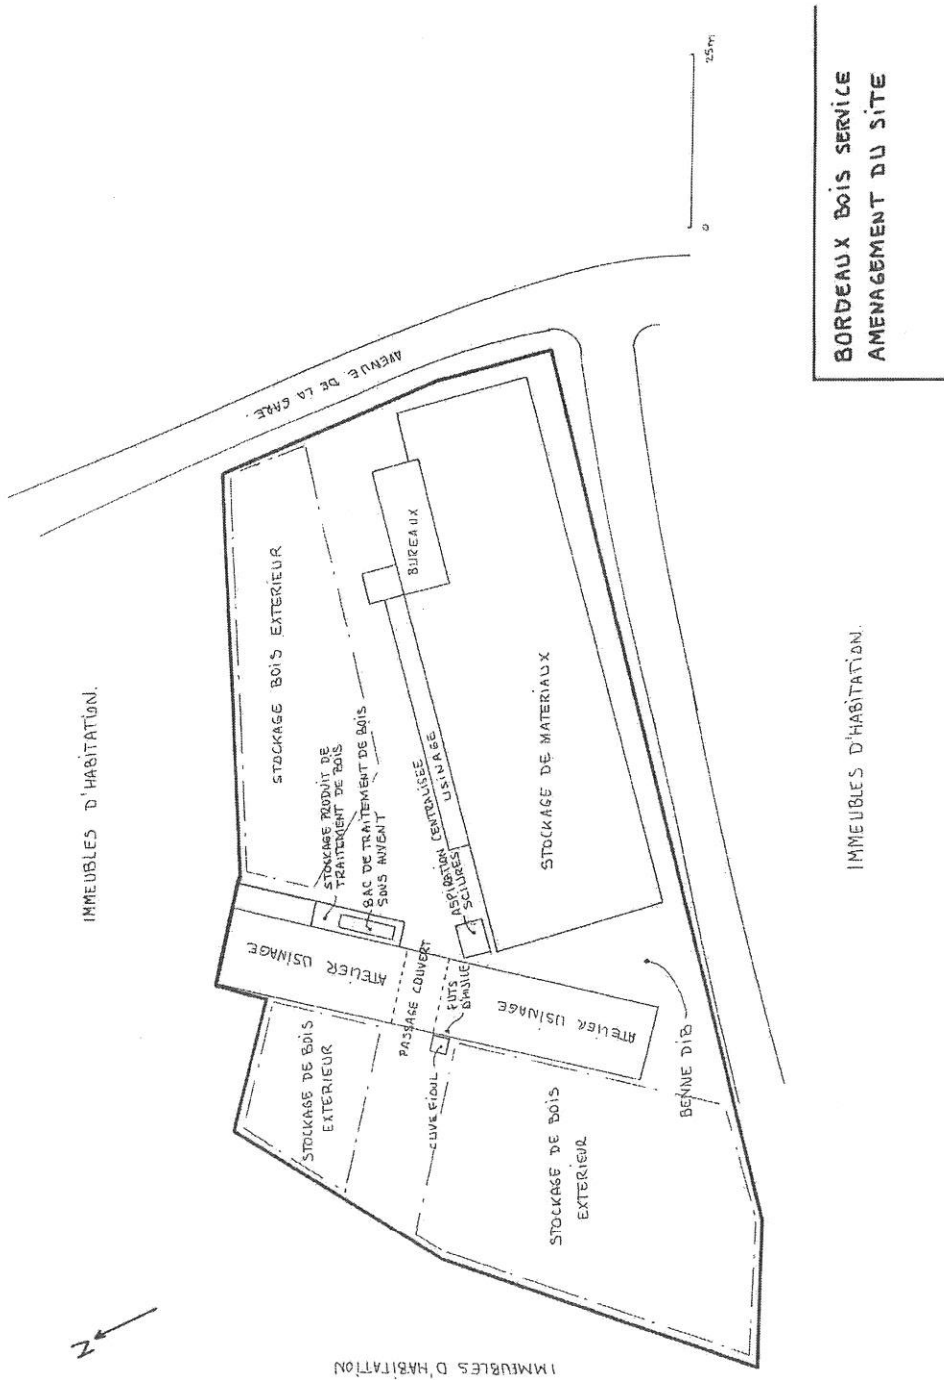 IMMEUBLES D'HABITATION.
AVENUE DE LA GARE.
STOCKAGE BOIS EXTERIEUR
STOCKAGE PRODUIT DE
TRAITEMENT DE BOIS
BAC DE TRAITEMENT DE BOIS
SOUS AUVENT
BUREAUX
ATELIER USINAGE
PASSAGE COUVERT
ASPIRATION CENTRALISEE
SCIURES USINAGE
STOCKAGE DE MATERIAUX
STOCKAGE DE BOIS
EXTERIEUR
CUVE FIOUL
FUTS
D'HUILE
ATELIER USINAGE
STOCKAGE DE BOIS
EXTERIEUR
BENNE DIB
N
IMMEUBLES D'HABITATION
IMMEUBLES D'HABITATION.
0
25m
BORDEAUX BOIS SERVICE
AMENAGEMENT DU SITE